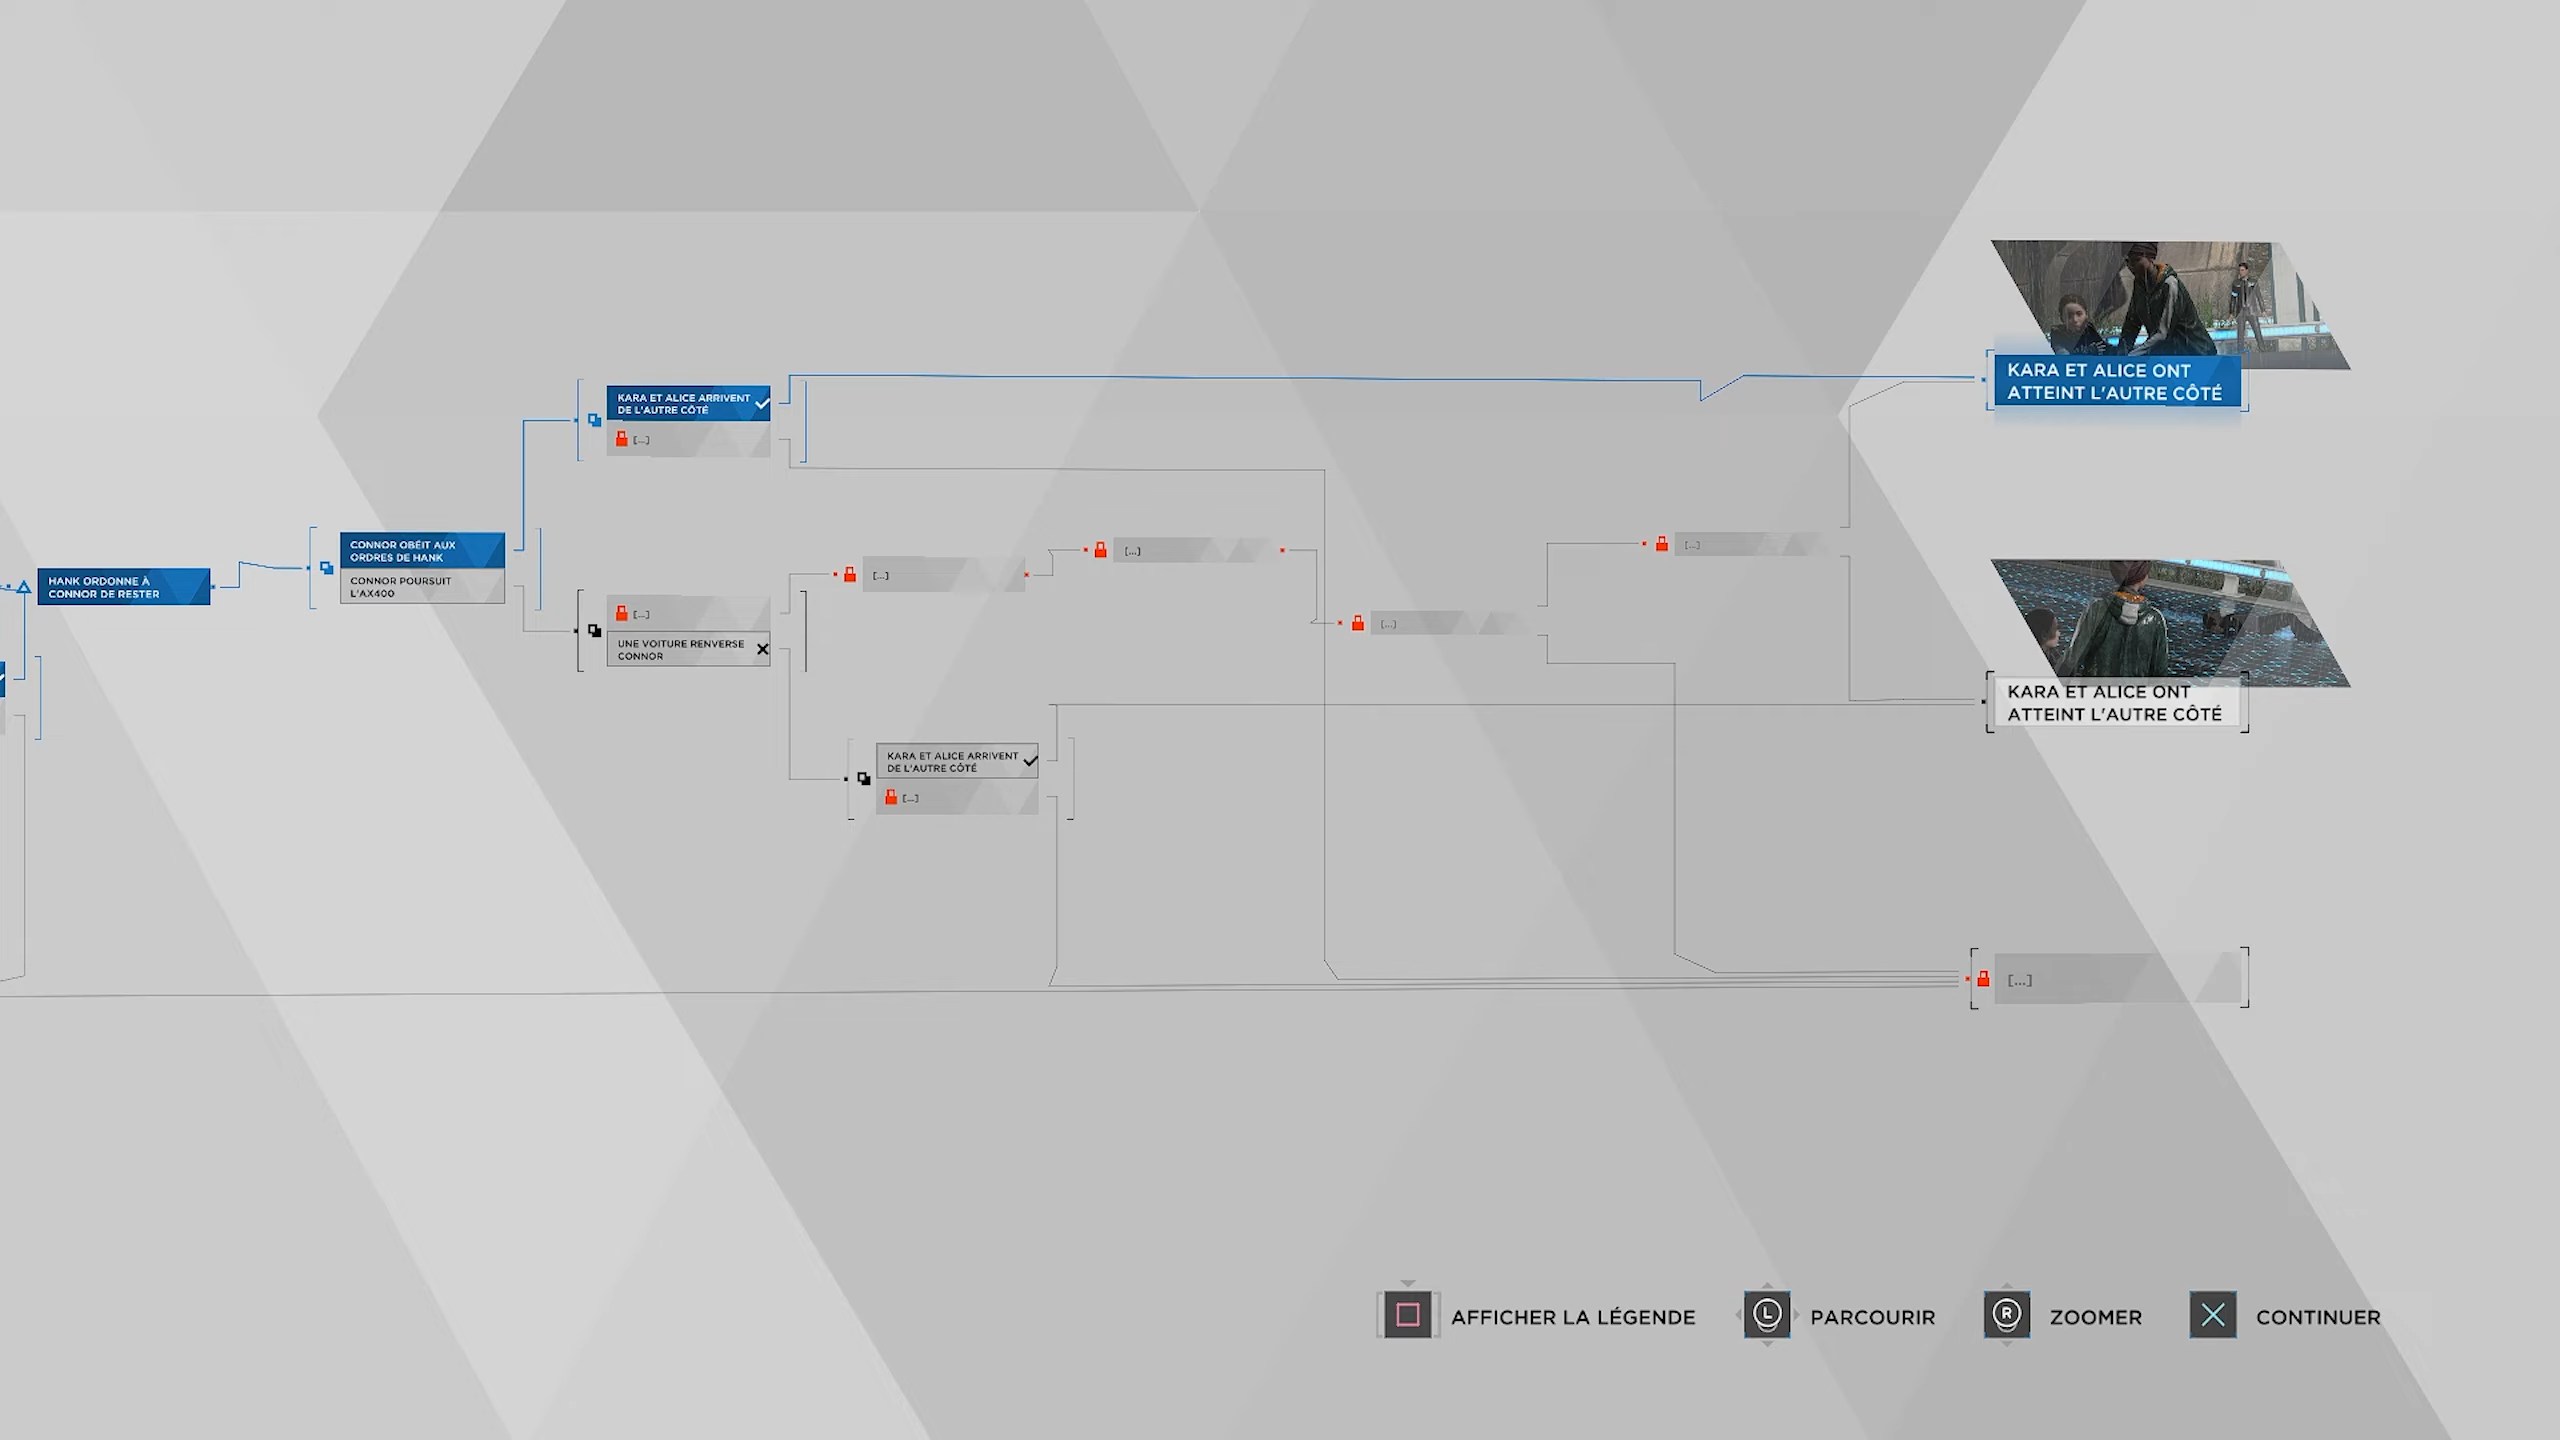 KARA ET ALICE ONT
ATTEINT L'AUTRE CÔTÉ
KARA ET ALICE ARRIVENT
DE L'AUTRE CÔTÉ
[...]
CONNOR OBÉIT AUX
ORDRES DE HANK
CONNOR POURSUIT
L'AX400
HANK ORDONNE À
CONNOR DE RESTER
[...]
[...]
[...]
[...]
[...]
UNE VOITURE RENVERSE
CONNOR
KARA ET ALICE ONT
ATTEINT L'AUTRE CÔTÉ
KARA ET ALICE ARRIVENT
DE L'AUTRE CÔTÉ
[...]
[...]
AFFICHER LA LÉGENDE
L
PARCOURIR
R
ZOOMER
CONTINUER